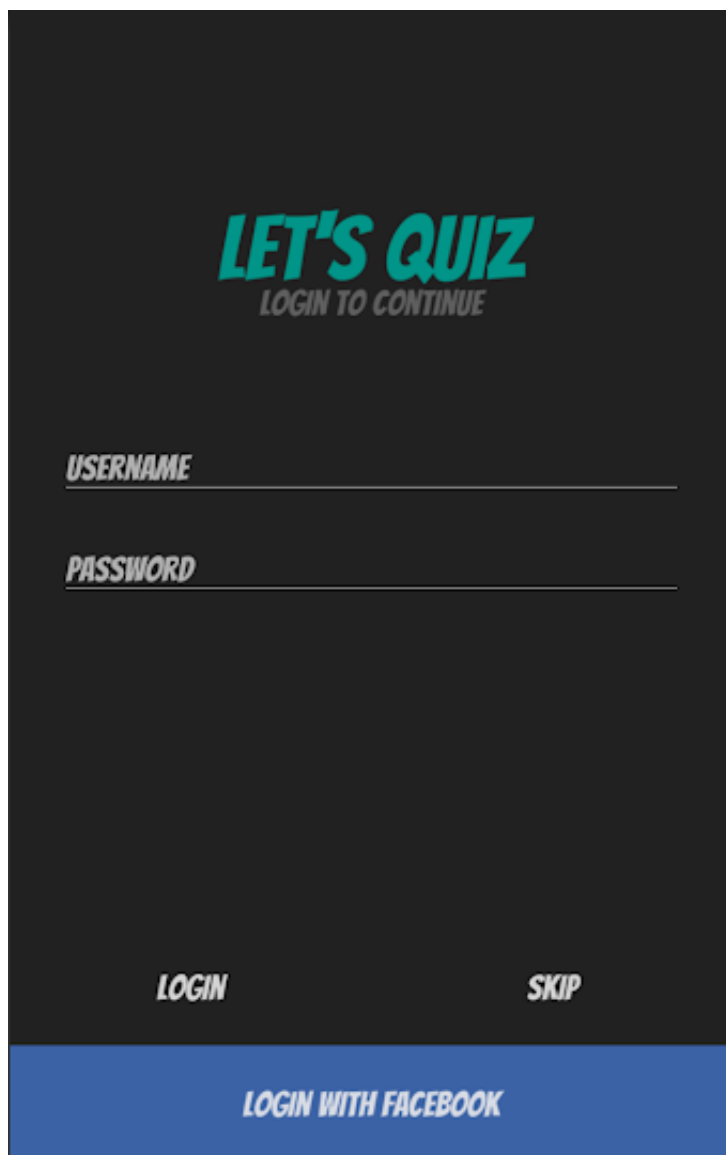 LET'S QUIZ
LOGIN TO CONTINUE
USERNAME
PASSWORD
LOGIN SKIP
LOGIN WITH FACEBOOK